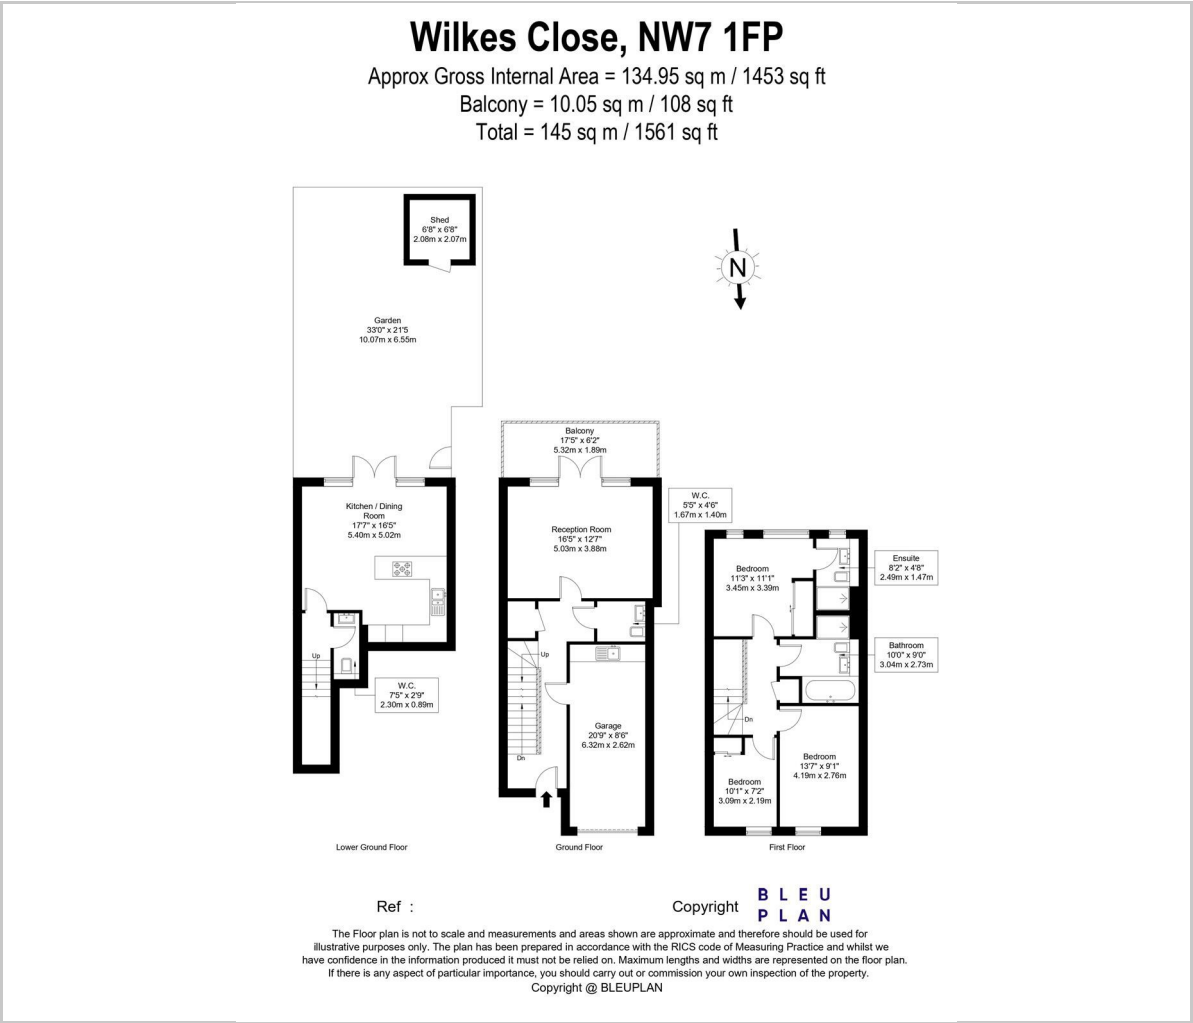 Wilkes Close, NW7 1FP
Approx Gross Internal Area = 134.95 sq m / 1453 sq ft
Balcony = 10.05 sq m / 108 sq ft
Total = 145 sq m / 1561 sq ft
Shed
6'8" x 6'8"
2.08m x 2.07m
N
Garden
33'0" x 21'5
10.07m x 6.55m
Balcony
17'5" x 6'2"
5.32m x 1.89m
Kitchen / Dining
Room
17'7" x 16'5"
5.40m x 5.02m
Up
W.C.
7'5" x 2'9"
2.30m x 0.89m
Lower Ground Floor
W.C.
5'5" x 4'6"
1.67m x 1.40m
Reception Room
16'5" x 12'7"
5.03m x 3.88m
Up
Garage
20'9" x 8'6"
6.32m x 2.62m
Dn
Ground Floor
Bedroom
11'3" x 11'1"
3.45m x 3.39m
Ensuite
8'2" x 4'8"
2.49m x 1.47m
Bathroom
10'0" x 9'0"
3.04m x 2.73m
Dn
Bedroom
13'7" x 9'1"
4.19m x 2.76m
Bedroom
10'1" x 7'2"
3.09m x 2.19m
First Floor
Ref :
Copyright
BLEU
PLAN
The Floor plan is not to scale and measurements and areas shown are approximate and therefore should be used for
illustrative purposes only. The plan has been prepared in accordance with the RICS code of Measuring Practice and whilst we
have confidence in the information produced it must not be relied on. Maximum lengths and widths are represented on the floor plan.
If there is any aspect of particular importance, you should carry out or commission your own inspection of the property.
Copyright @ BLEUPLAN